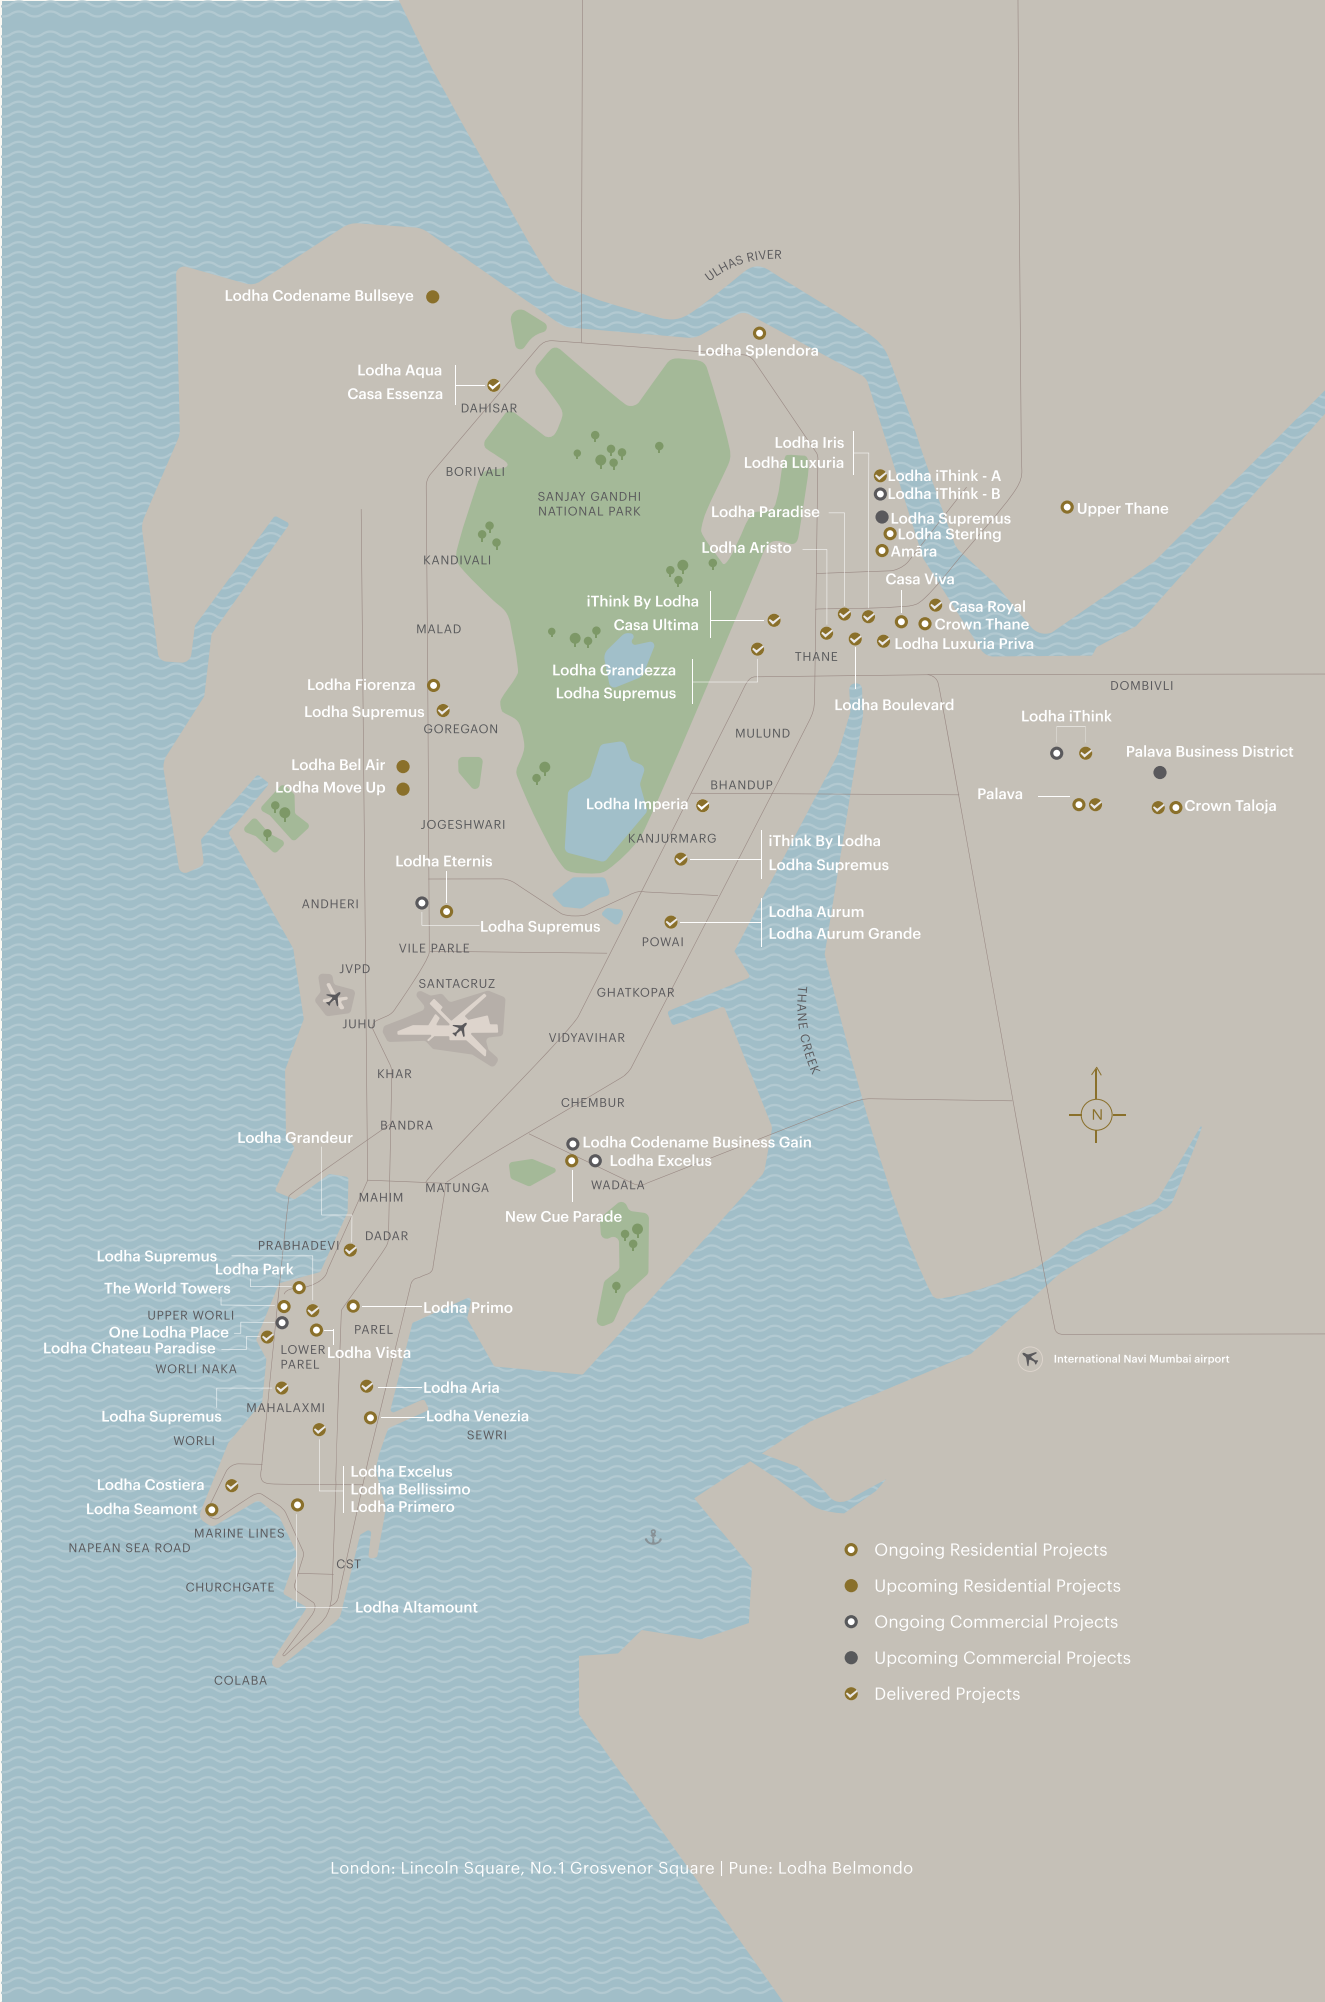 ULHAS RIVER
Lodha Codename Bullseye
Lodha Splendora
Lodha Aqua
Casa Essenza
DAHISAR
Lodha Iris
Lodha Luxuria
BORIVALI
Lodha iThink - A
Lodha iThink - B
SANJAY GANDHI
NATIONAL PARK
Lodha Paradise
Lodha Supremus
Upper Thane
Lodha Sterling
Lodha Aristo
Amāra
KANDIVALI
Casa Viva
iThink By Lodha
Casa Ultima
Casa Royal
Crown Thane
MALAD
Lodha Luxuria Priva
THANE
Lodha Grandezza
Lodha Supremus
Lodha Fiorenza
DOMBIVLI
Lodha Boulevard
Lodha Supremus
Lodha iThink
GOREGAON
MULUND
Palava Business District
Lodha Bel Air
Lodha Move Up
BHANDUP
Palava
Lodha Imperia
Crown Taloja
JOGESHWARI
KANJURMARG
iThink By Lodha
Lodha Supremus
Lodha Eternis
ANDHERI
Lodha Aurum
Lodha Aurum Grande
Lodha Supremus
POWAI
VILE PARLE
JVPD
SANTACRUZ
GHATKOPAR
THANE CREEK
JUHU
VIDYAVIHAR
KHAR
CHEMBUR
N
BANDRA
Lodha Grandeur
Lodha Codename Business Gain
Lodha Excelus
WADALA
MATUNGA
MAHIM
New Cue Parade
DADAR
PRABHADEVI
Lodha Supremus
Lodha Park
The World Towers
UPPER WORLI
Lodha Primo
One Lodha Place
PAREL
Lodha Chateau Paradise
LOWER
PAREL
Lodha Vista
International Navi Mumbai airport
WORLI NAKA
Lodha Aria
MAHALAXMI
Lodha Supremus
Lodha Venezia
SEWRI
WORLI
Lodha Excelus
Lodha Bellissimo
Lodha Primero
Lodha Costiera
Lodha Seamont
MARINE LINES
NAPEAN SEA ROAD
CST
CHURCHGATE
Lodha Altamount
COLABA
Ongoing Residential Projects
Upcoming Residential Projects
Ongoing Commercial Projects
Upcoming Commercial Projects
Delivered Projects
London: Lincoln Square, No.1 Grosvenor Square | Pune: Lodha Belmondo